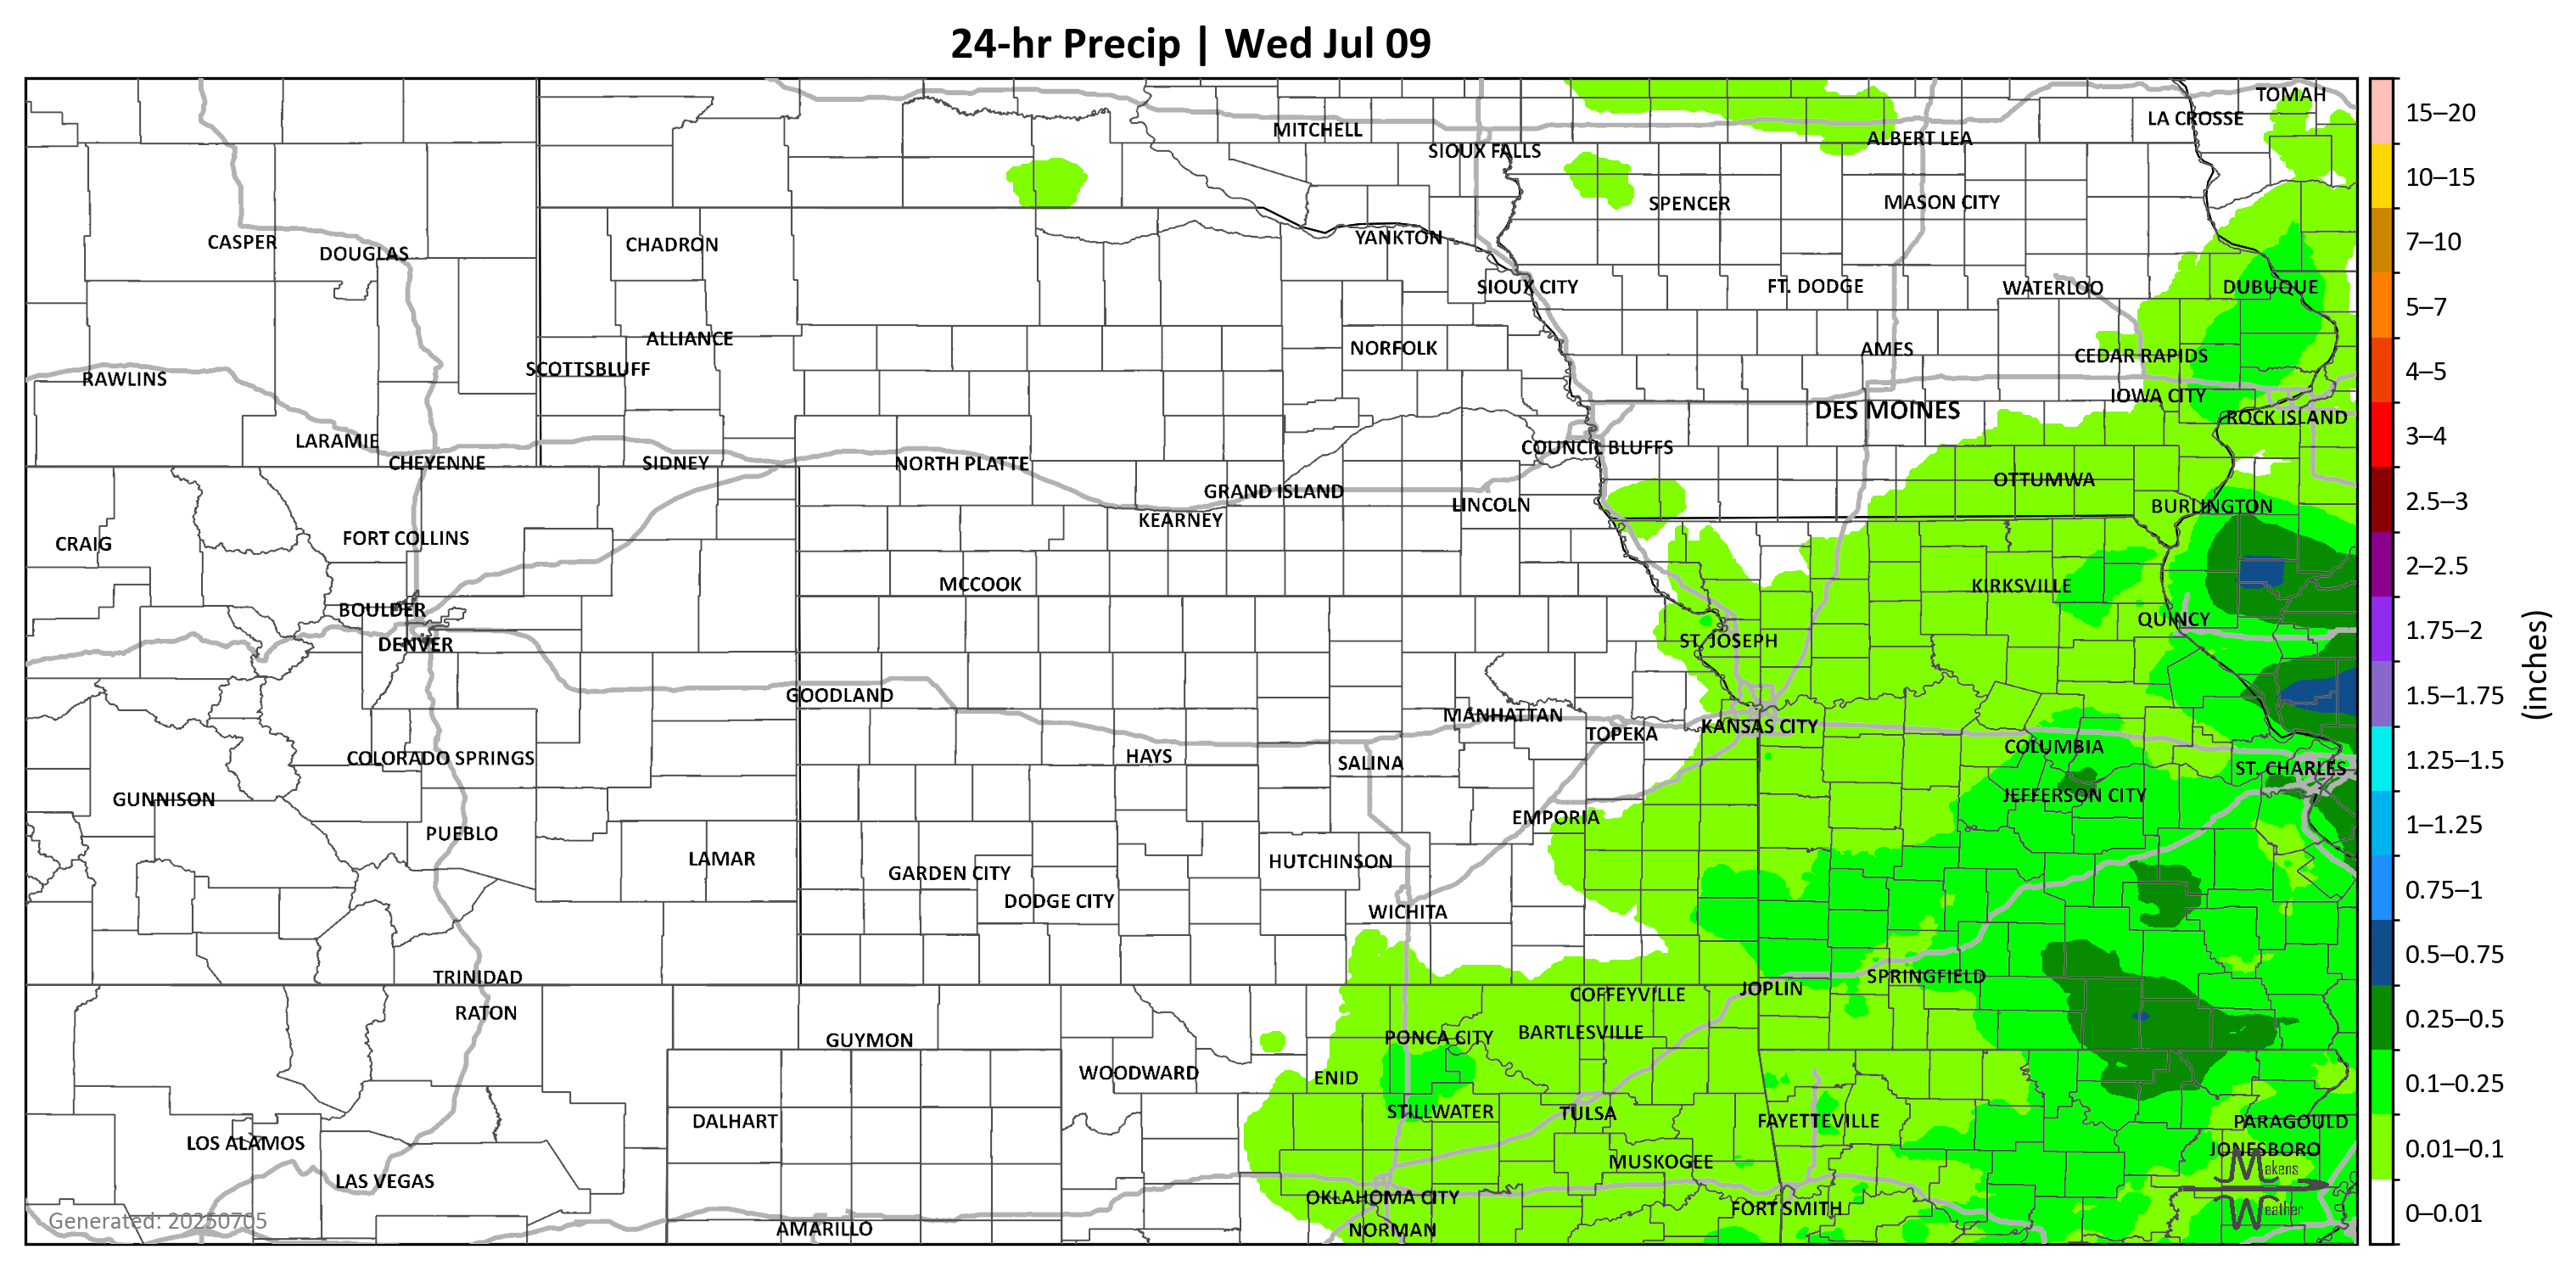 24-hr Precip | Wed Jul 09
TOMAH
LA CROSSE
15–20
MITCHELL
ALBERT LEA
SIOUX FALLS
10–15
SPENCER
MASON CITY
CASPER
DOUGLAS
CHADRON
YANKTON
7–10
SIOUX CITY
FT. DODGE
WATERLOO
DUBUQUE
5–7
ALLIANCE
NORFOLK
AMES
CEDAR RAPIDS
SCOTTSBLUFF
RAWLINS
4–5
IOWA CITY
DES MOINES
ROCK ISLAND
LARAMIE
COUNCIL BLUFFS
3–4
CHEYENNE
SIDNEY
NORTH PLATTE
OTTUMWA
GRAND ISLAND
LINCOLN
BURLINGTON
2.5–3
KEARNEY
FORT COLLINS
CRAIG
2–2.5
MCCOOK
KIRKSVILLE
BOULDER
QUINCY
1.75–2
DENVER
ST. JOSEPH
(inches)
GOODLAND
1.5–1.75
MANHATTAN
KANSAS CITY
TOPEKA
COLUMBIA
COLORADO SPRINGS
HAYS
SALINA
ST. CHARLES
1.25–1.5
GUNNISON
JEFFERSON CITY
EMPORIA
PUEBLO
1–1.25
LAMAR
HUTCHINSON
GARDEN CITY
0.75–1
DODGE CITY
WICHITA
0.5–0.75
TRINIDAD
SPRINGFIELD
JOPLIN
COFFEYVILLE
RATON
0.25–0.5
GUYMON
PONCA CITY
BARTLESVILLE
WOODWARD
ENID
0.1–0.25
STILLWATER
TULSA
DALHART
FAYETTEVILLE
PARAGOULD
LOS ALAMOS
JONESBORO
0.01–0.1
MUSKOGEE
Makens
LAS VEGAS
OKLAHOMA CITY
FORT SMITH
Weather
0–0.01
Generated: 20250705
AMARILLO
NORMAN